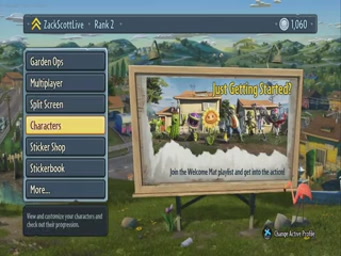 ZackScottLive • Rank 2
1,060
Garden Ops
Multiplayer
Split Screen
Characters
Sticker Shop
Stickerbook
More...
View and customize your characters and
check out their progression.
Just Getting Started?
Join the Welcome Mat playlist and get into the action!
Change Active Profile